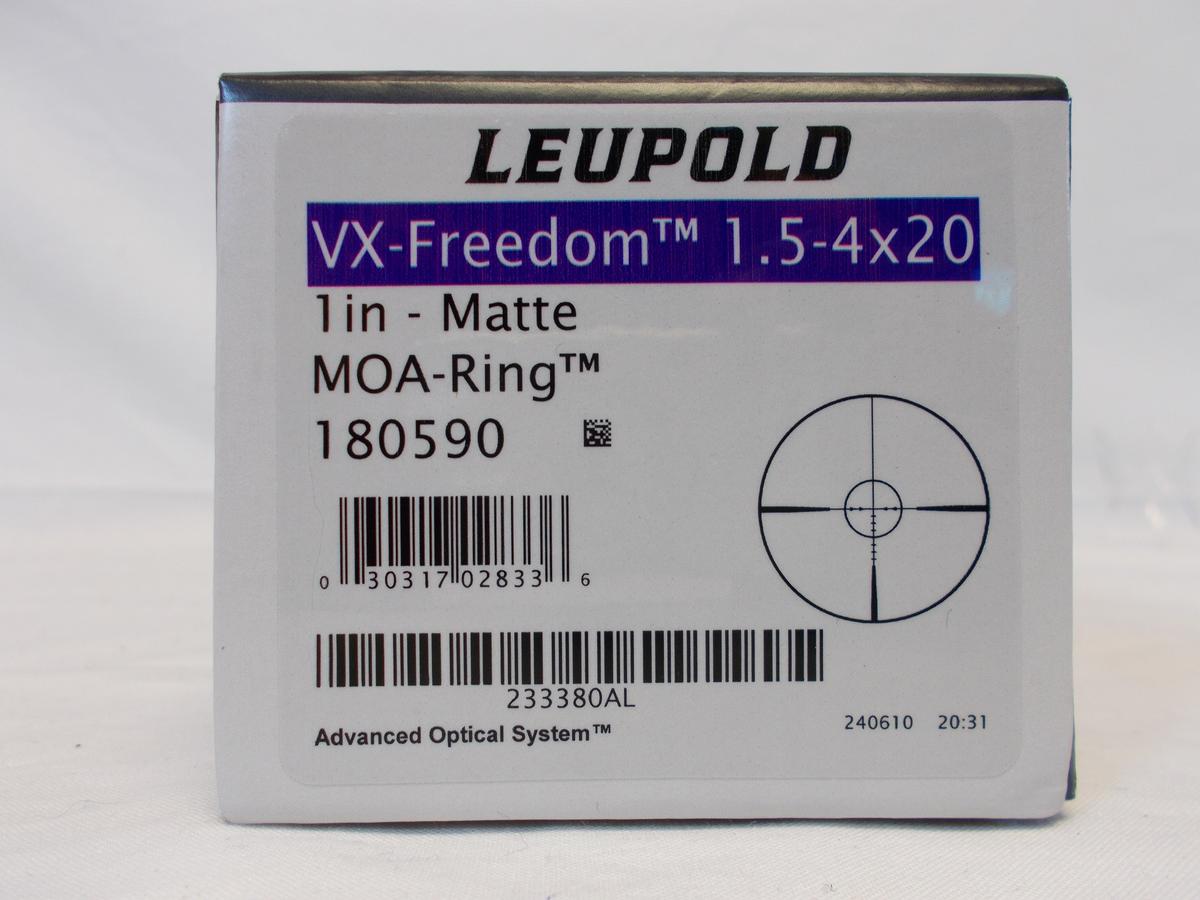 LEUPOLD
VX-Freedom™ 1.5-4x20
1in - Matte
MOA-Ring™
180590
0 30317 02833 6
233380AL
Advanced Optical System™
240610 20:31